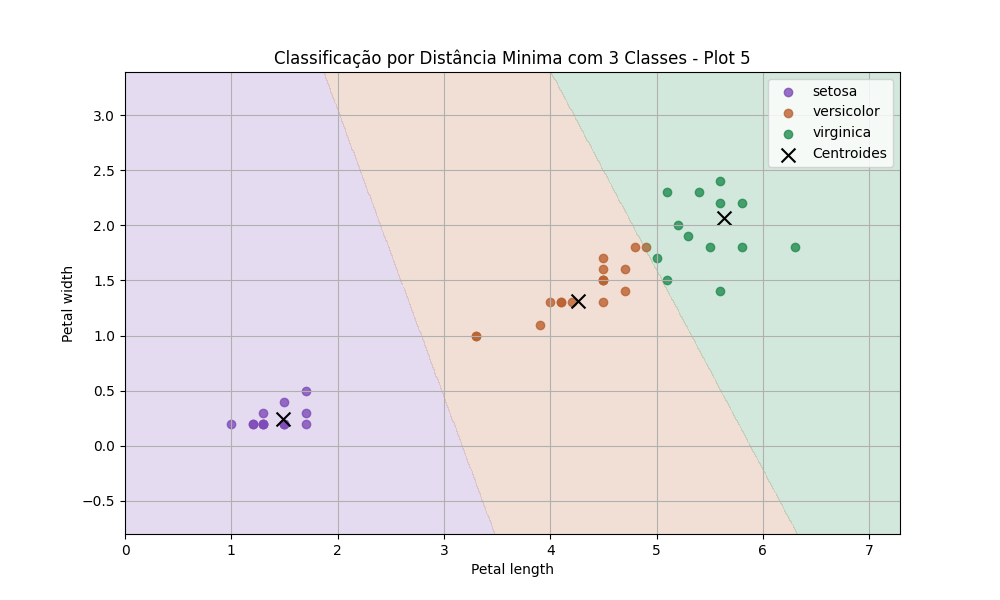 Classificação por Distância Minima com 3 Classes - Plot 5
setosa
versicolor
virginica
Centroides
3.0
2.5
2.0
1.5
1.0
0.5
0.0
−0.5
Petal width
0 1 2 3 4 5 6 7
Petal length